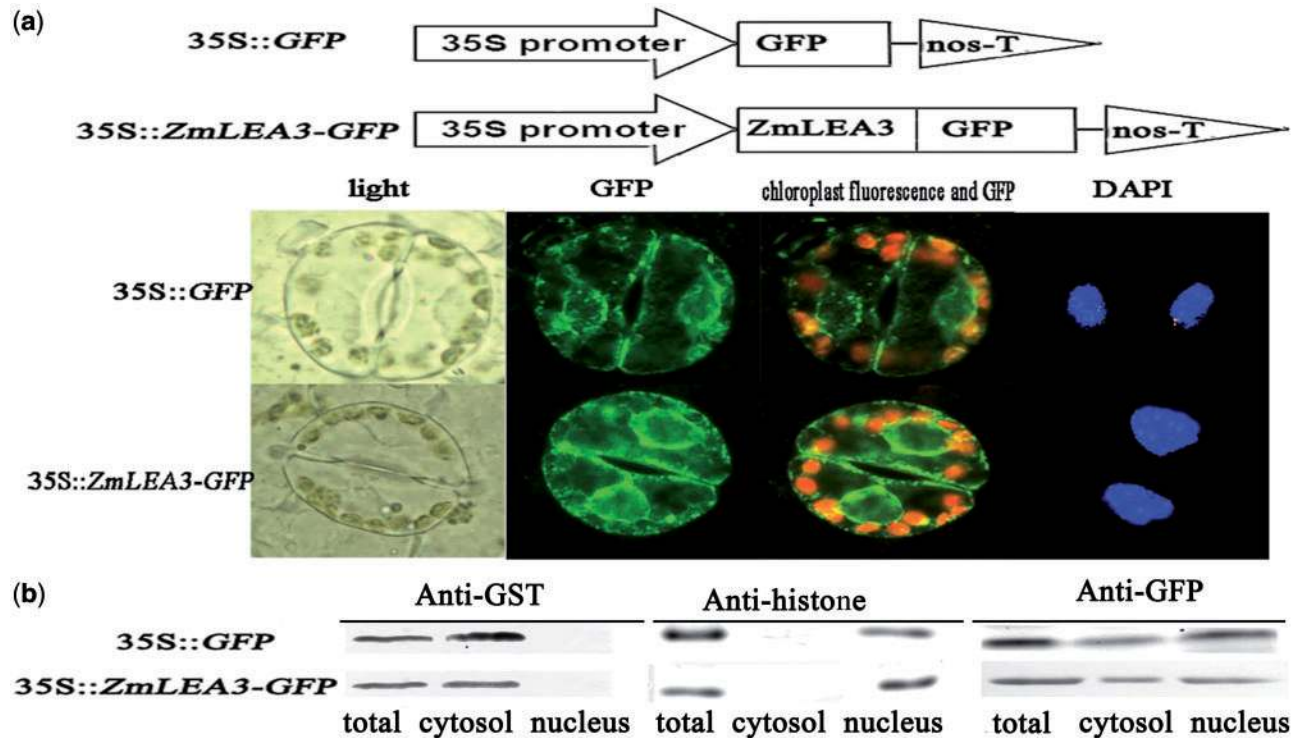 (a)
35S::GFP 35S promoter GFP nos-T
35S::ZmLEA3-GFP 35S promoter ZmLEA3 GFP nos-T
light GFP chloroplast fluorescence and GFP DAPI
35S::GFP
35S::ZmLEA3-GFP
(b)
Anti-GST Anti-histone Anti-GFP
35S::GFP
35S::ZmLEA3-GFP
total cytosol nucleus total cytosol nucleus total cytosol nucleus